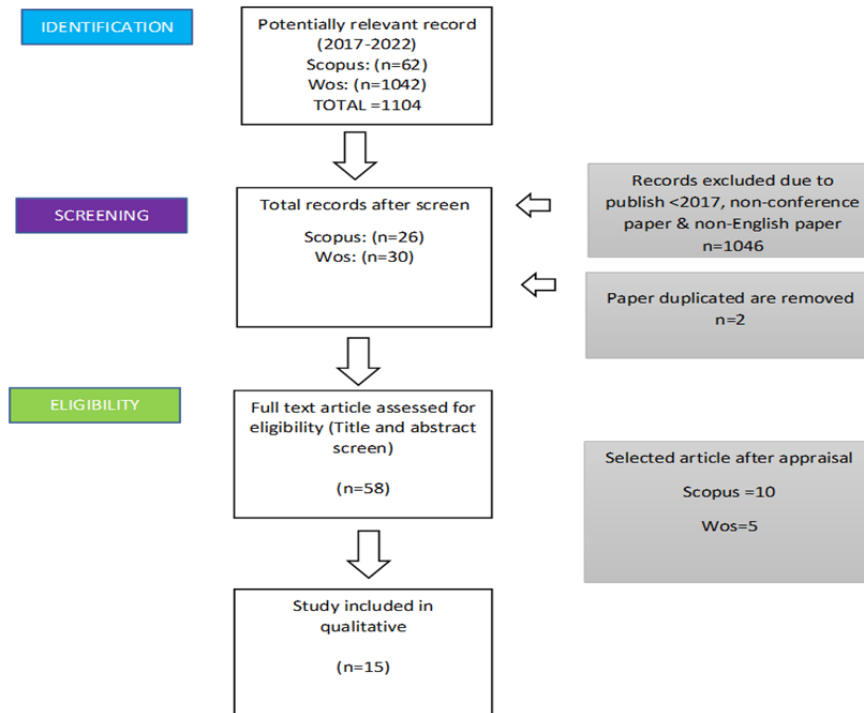 IDENTIFICATION
Potentially relevant record
(2017-2022)
Scopus: (n=62)
Wos: (n=1042)
TOTAL =1104
SCREENING
Total records after screen
Scopus: (n=26)
Wos: (n=30)
Records excluded due to
publish <2017, non-conference
paper & non-English paper
n=1046
Paper duplicated are removed
n=2
ELIGIBILITY
Full text article assessed for
eligibility (Title and abstract
screen)
(n=58)
Selected article after appraisal
Scopus =10
Wos=5
Study included in
qualitative
(n=15)